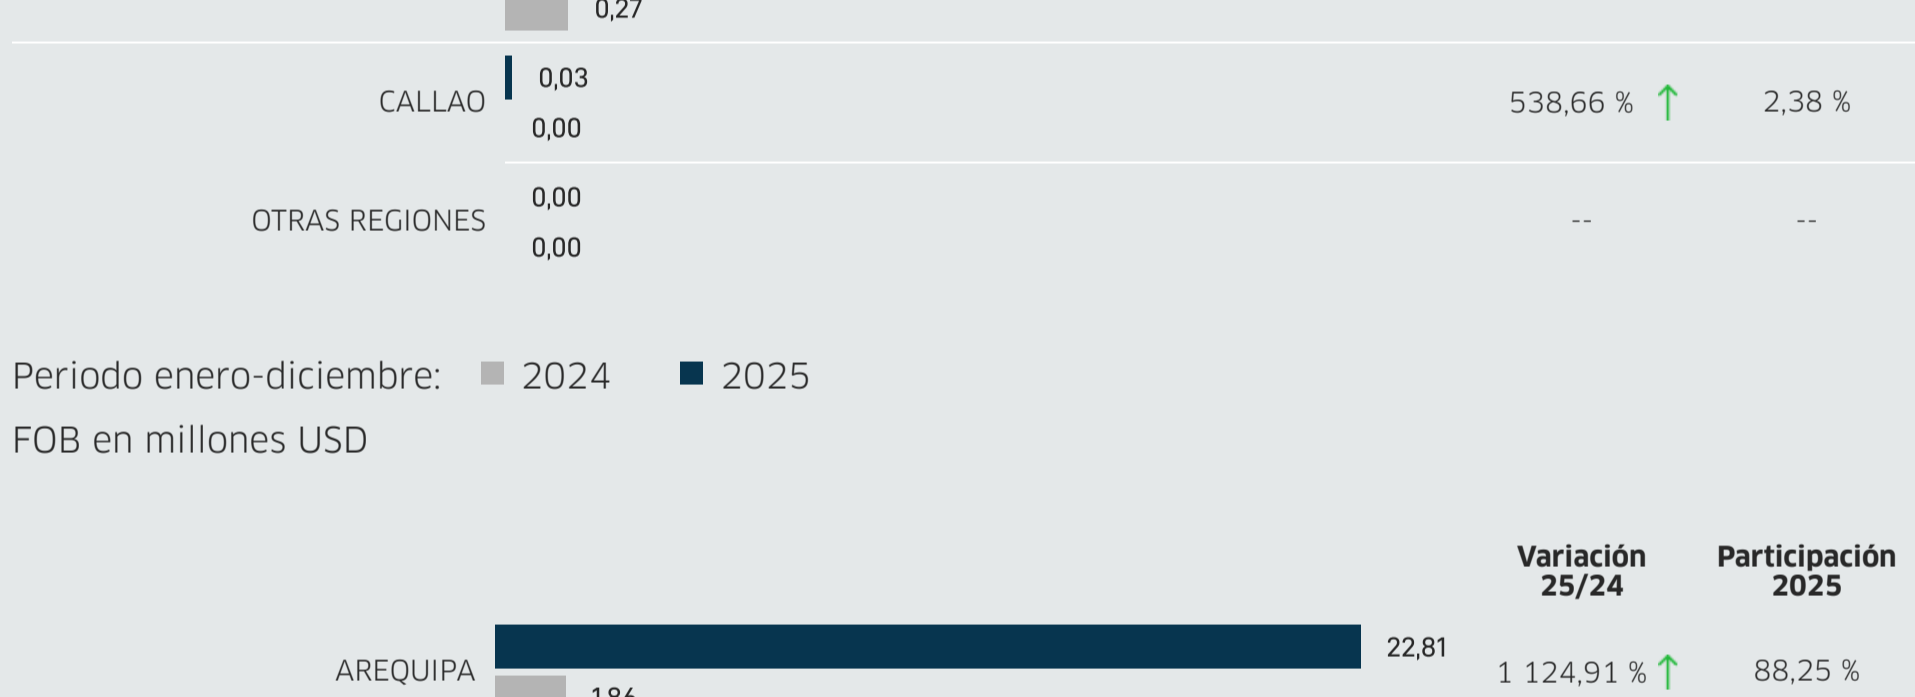 0,27
CALLAO 0,03 538,66 % ↑ 2,38 %
0,00
OTRAS REGIONES 0,00 -- --
0,00
Periodo enero-diciembre: 2024 2025
FOB en millones USD
Variación Participación
25/24 2025
AREQUIPA 22,81 1 124,91 % ↑ 88,25 %
1,86